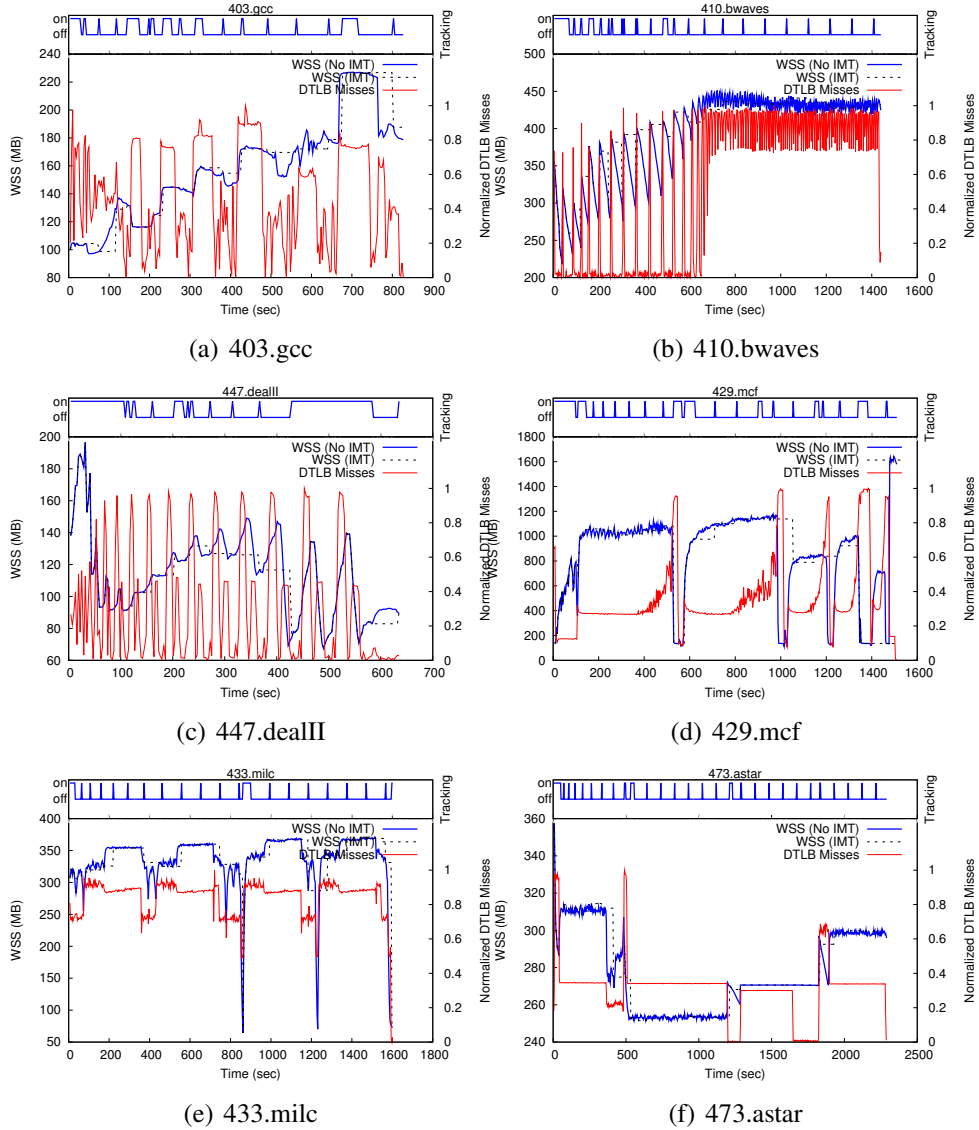 403.gcc
on
off
Tracking
240
220
200
180
160
140
120
100
80
WSS (MB)
WSS (No IMT)
WSS (IMT)
DTLB Misses
1
0.8
0.6
0.4
0.2
0
Normalized DTLB Misses
0 100 200 300 400 500 600 700 800 900
Time (sec)
(a) 403.gcc
410.bwaves
on
off
Tracking
500
450
400
350
300
250
200
WSS (MB)
WSS (No IMT)
WSS (IMT)
DTLB Misses
1
0.8
0.6
0.4
0.2
0
Normalized DTLB Misses
0 200 400 600 800 1000 1200 1400 1600
Time (sec)
(b) 410.bwaves
447.dealII
on
off
Tracking
200
180
160
140
120
100
80
60
WSS (MB)
WSS (No IMT)
WSS (IMT)
DTLB Misses
1
0.8
0.6
0.4
0.2
0
Normalized DTLB Misses
0 100 200 300 400 500 600 700
Time (sec)
(c) 447.dealII
429.mcf
on
off
Tracking
1800
1600
1400
1200
1000
800
600
400
200
0
WSS (MB)
WSS (No IMT)
WSS (IMT)
DTLB Misses
1
0.8
0.6
0.4
0.2
0
Normalized DTLB Misses
0 200 400 600 800 1000 1200 1400 1600
Time (sec)
(d) 429.mcf
433.milc
on
off
Tracking
400
350
300
250
200
150
100
50
WSS (MB)
WSS (No IMT)
WSS (IMT)
DTLB Misses
1
0.8
0.6
0.4
0.2
0
Normalized DTLB Misses
0 200 400 600 800 1000 1200 1400 1600 1800
Time (sec)
(e) 433.milc
473.astar
on
off
Tracking
360
340
320
300
280
260
240
WSS (MB)
WSS (No IMT)
WSS (IMT)
DTLB Misses
1
0.8
0.6
0.4
0.2
0
Normalized DTLB Misses
0 500 1000 1500 2000 2500
Time (sec)
(f) 473.astar